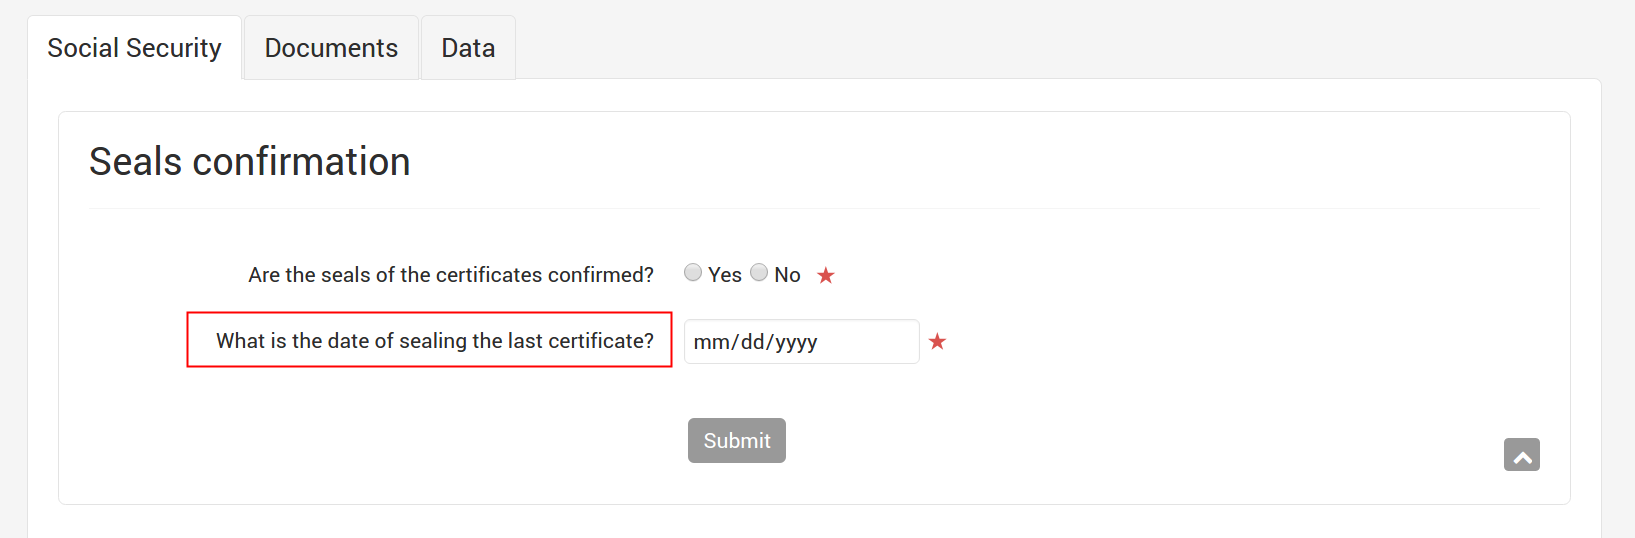 Social Security Documents Data
Seals confirmation
Are the seals of the certificates confirmed? Yes No
What is the date of sealing the last certificate? mm/dd/yyyy
Submit